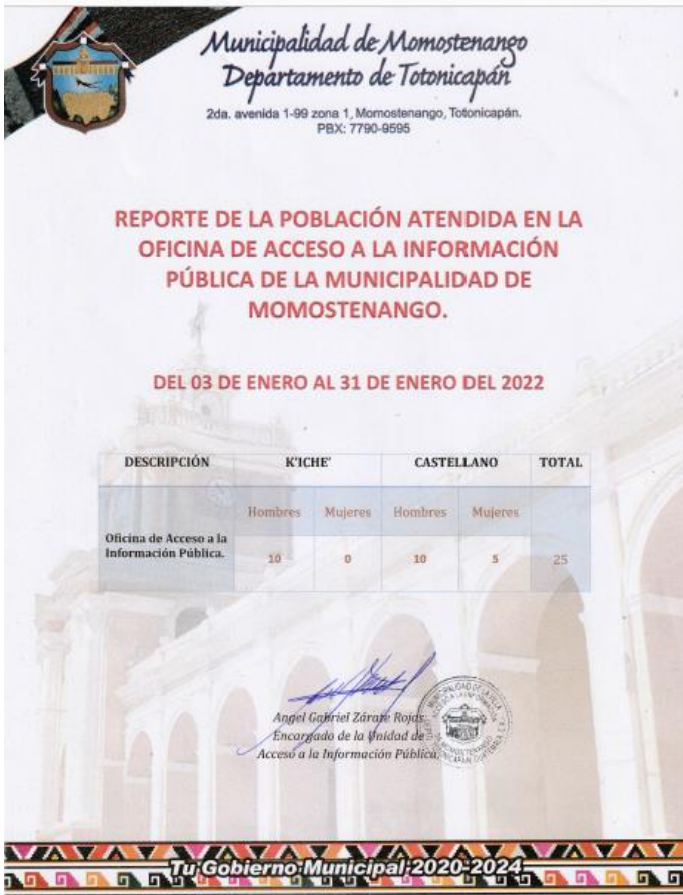 Municipalidad de Momostenango
Departamento de Totonicapán
2da. avenida 1-99 zona 1, Momostenango, Totonicapán.
PBX: 7790-9595
REPORTE DE LA POBLACIÓN ATENDIDA EN LA
OFICINA DE ACCESO A LA INFORMACIÓN
PÚBLICA DE LA MUNICIPALIDAD DE
MOMOSTENANGO.
DEL 03 DE ENERO AL 31 DE ENERO DEL 2022
DESCRIPCIÓN K'ICHE' CASTELLANO TOTAL
Hombres Mujeres Hombres Mujeres
Oficina de Acceso a la
Información Pública.
10 0 10 5 25
Angel Gabriel Zárate Rojas
Encargado de la Unidad de
Acceso a la Información Pública.
Tu Gobierno Municipal 2020-2024